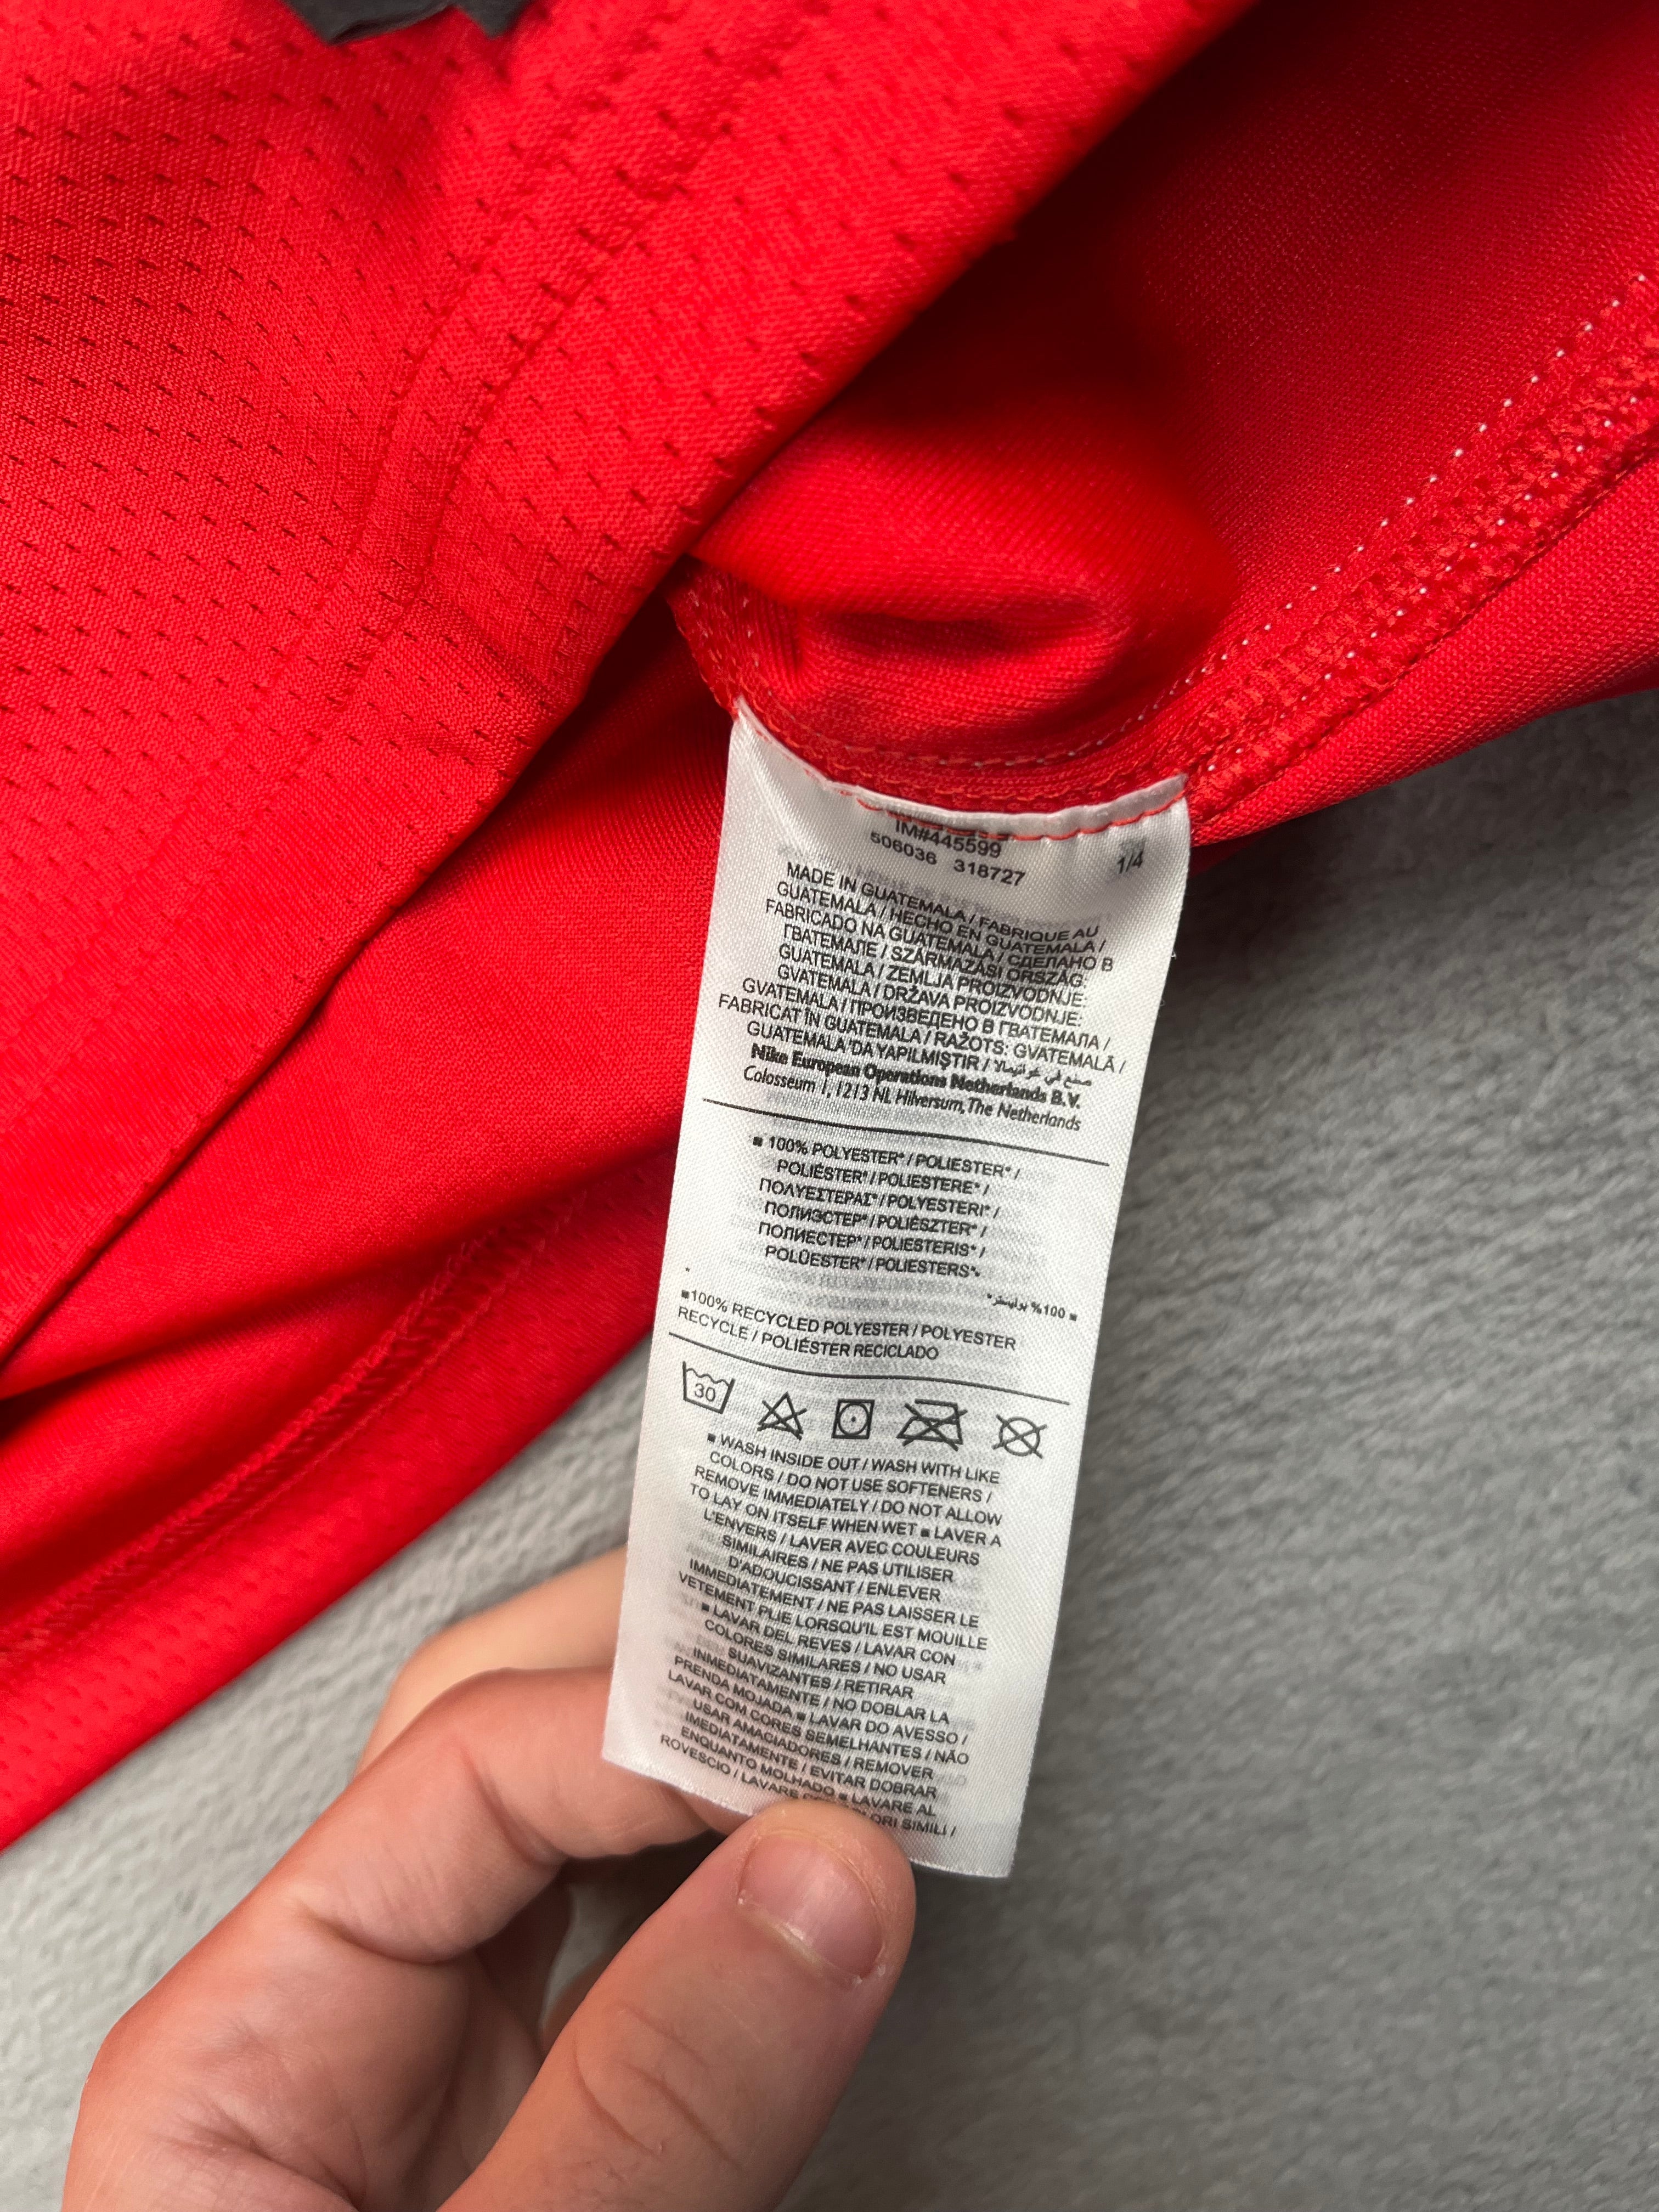 IM#445599
506036 318727
1/4
MADE IN GUATEMALA / FABRIQUE AU
GUATEMALA / HECHO EN GUATEMALA /
FABRICADO NA GUATEMALA / СДЕЛАНО В
ГВАТЕМАЛЕ / SZÁRMAZÁSI ORSZÁG:
GUATEMALA / ZEMLJA PROIZVODNJE:
GVATEMALA / DRŽAVA PROIZVODNJE:
GVATEMALA / ПРОИЗВЕДЕНО В ГВАТЕМАЛА /
FABRICAT ÎN GUATEMALA / RAŽOTS: GVATEMALĀ /
GUATEMALA'DA YAPILMIŞTIR / صنع في غواتيمالا
Nike European Operations Netherlands B.V.
Colosseum 1, 1213 NL Hilversum, The Netherlands
■ 100% POLYESTER* / POLIESTER* /
POLIÉSTER* / POLIESTERE* /
ΠΟΛΥΕΣΤΕΡΑΣ* / POLYESTERI* /
ПОЛИЭСТЕР* / POLIÉSZTER* /
ПОЛИЕСТЕР* / POLIESTERIS* /
POLÜESTER* / POLIESTERS*
■ 100% بوليستر*
■ 100% RECYCLED POLYESTER / POLYESTER
RECYCLE / POLIÉSTER RECICLADO
30
■ WASH INSIDE OUT / WASH WITH LIKE
COLORS / DO NOT USE SOFTENERS /
REMOVE IMMEDIATELY / DO NOT ALLOW
TO LAY ON ITSELF WHEN WET ■ LAVER A
L'ENVERS / LAVER AVEC COULEURS
SIMILAIRES / NE PAS UTILISER
D'ADOUCISSANT / ENLEVER
IMMEDIATEMENT / NE PAS LAISSER LE
VETEMENT PLIE LORSQU'IL EST MOUILLE
■ LAVAR DEL REVES / LAVAR CON
COLORES SIMILARES / NO USAR
SUAVIZANTES / RETIRAR
INMEDIATAMENTE / NO DOBLAR LA
PRENDA MOJADA ■ LAVAR DO AVESSO /
LAVAR COM CORES SEMELHANTES / NÃO
USAR AMACIADORES / REMOVER
IMEDIATAMENTE / EVITAR DOBRAR
ENQUANTO MOLHADO ■ LAVARE AL
ROVESCIO / LAVARE SIMILI /